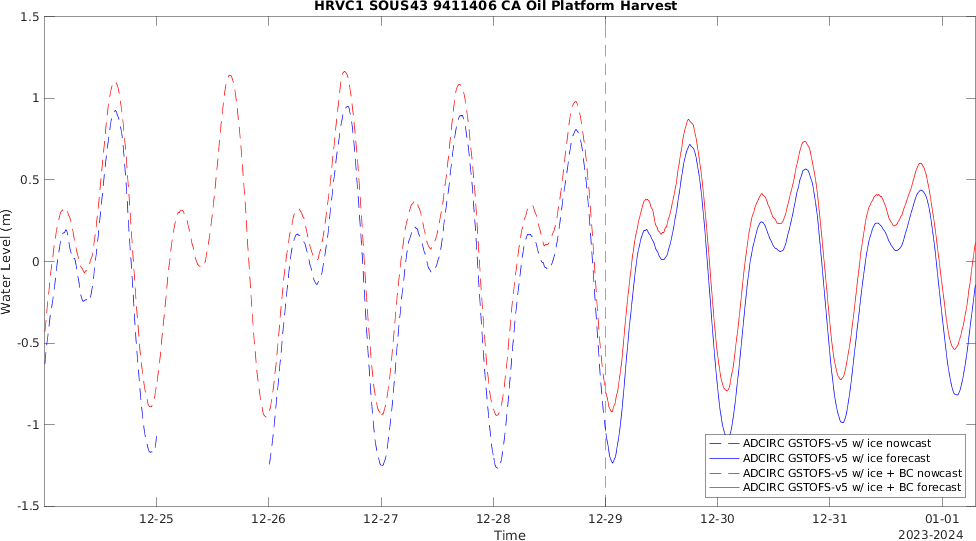 HRVC1 SOUS43 9411406 CA Oil Platform Harvest
1.5
1
0.5
0
-0.5
-1
-1.5
Water Level (m)
12-25
12-26
12-27
12-28
12-29
12-30
12-31
01-01
Time
2023-2024
ADCIRC GSTOFS-v5 w/ ice nowcast
ADCIRC GSTOFS-v5 w/ ice forecast
ADCIRC GSTOFS-v5 w/ ice + BC nowcast
ADCIRC GSTOFS-v5 w/ ice + BC forecast